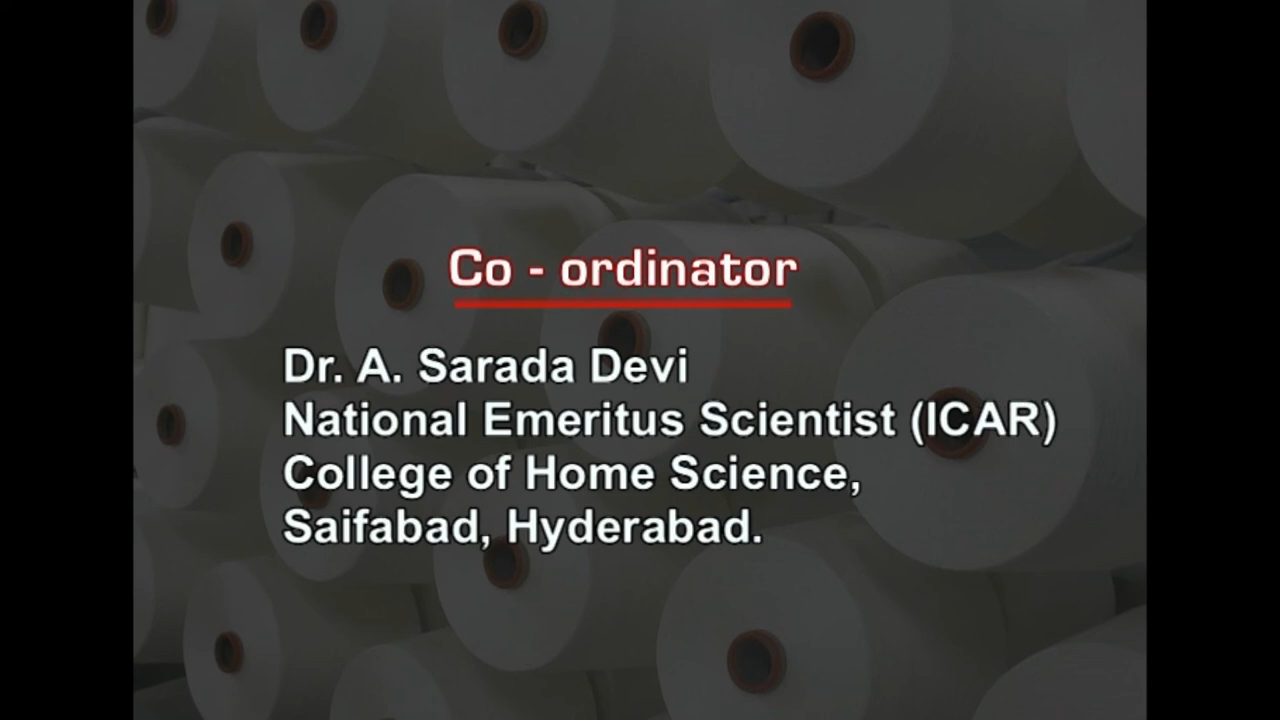 Co - ordinator
Dr. A. Sarada Devi
National Emeritus Scientist (ICAR)
College of Home Science,
Saifabad, Hyderabad.